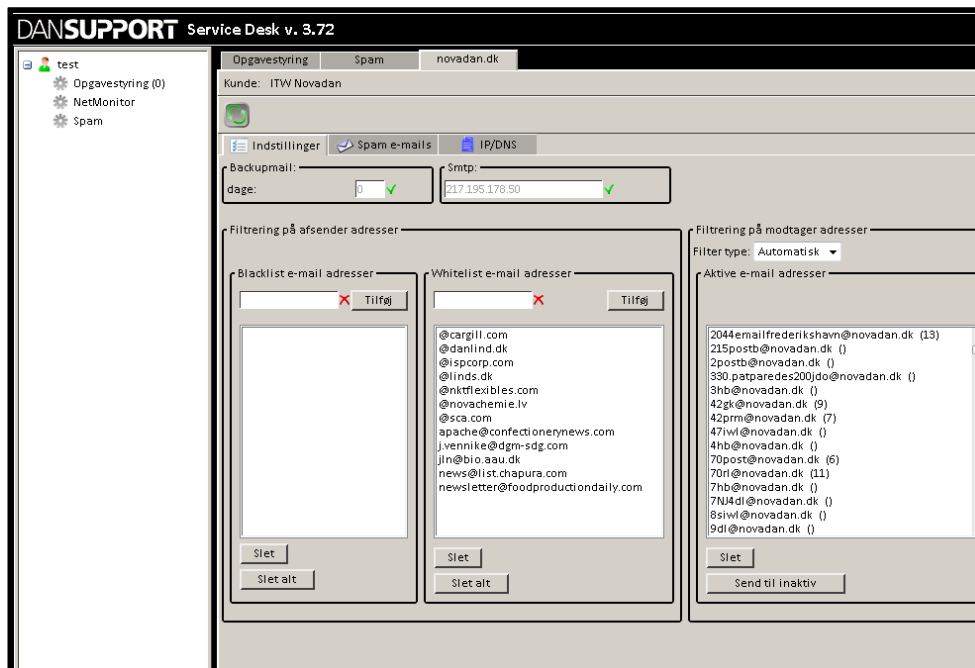 DANSUPPORT Service Desk v. 3.72
test
Opgavestyring (0)
NetMonitor
Spam
Opgavestyring Spam novadan.dk
Kunde: ITW Novadan
Indstillinger Spam e-mails IP/DNS
Backupmail:
dage: 0
Smtp:
217.195.178.50
Filtrering på afsender adresser
Blacklist e-mail adresser
Tilføj
Slet
Slet alt
Whitelist e-mail adresser
Tilføj
@cargill.com
@danlind.dk
@ispcorp.com
@linds.dk
@nktflexibles.com
@novachemie.lv
@sca.com
apache@confectionerynews.com
j.vennike@dgm-sdg.com
jln@bio.aau.dk
news@list.chapura.com
newsletter@foodproductiondaily.com
Slet
Slet alt
Filtrering på modtager adresser
Filter type: Automatisk
Aktive e-mail adresser
2044emailfrederikshavn@novadan.dk (13)
215postb@novadan.dk ()
2postb@novadan.dk ()
330.patparedes200jdo@novadan.dk ()
3hb@novadan.dk ()
42gk@novadan.dk (9)
42prm@novadan.dk (7)
47iwl@novadan.dk ()
4hb@novadan.dk ()
70post@novadan.dk (6)
70rl@novadan.dk (11)
7hb@novadan.dk ()
7NJ4dl@novadan.dk ()
8siwl@novadan.dk ()
9dl@novadan.dk ()
Slet
Send til inaktiv